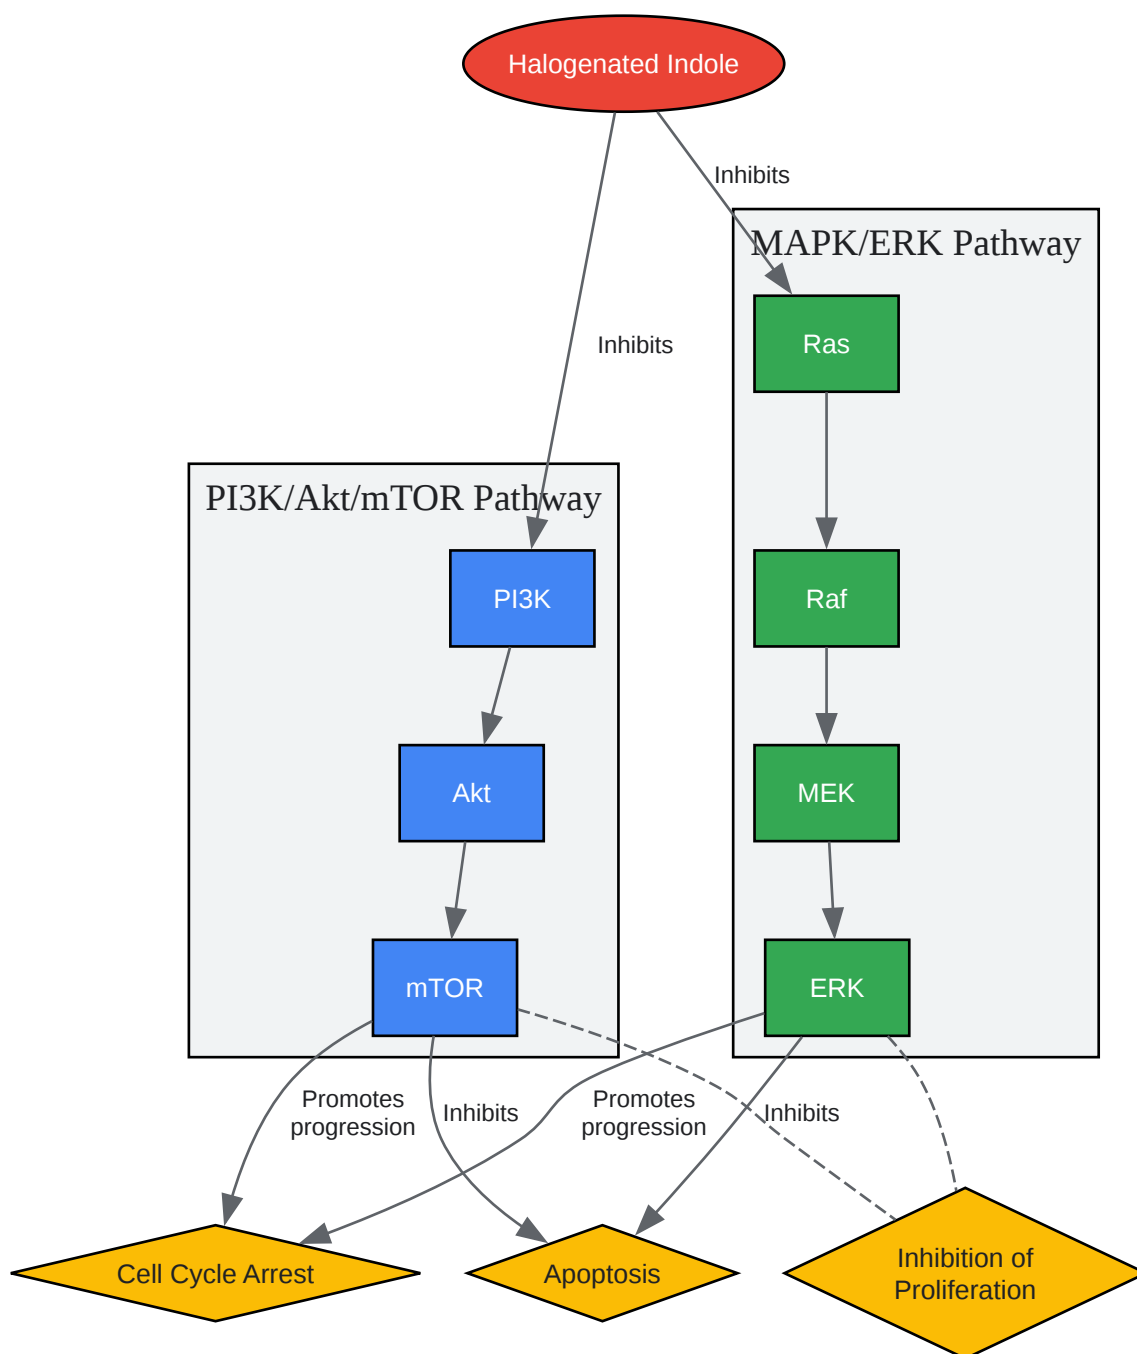 Halogenated Indole
Inhibits
MAPK/ERK Pathway
Ras
Inhibits
PI3K/Akt/mTOR Pathway
PI3K
Raf
Akt
MEK
mTOR
ERK
Promotes
progression
Inhibits
Promotes
progression
Inhibits
Cell Cycle Arrest
Apoptosis
Inhibition of
Proliferation